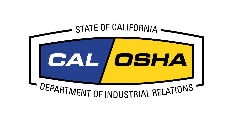 STATE OF CALIFORNIA
CAL OSHA
DEPARTMENT OF INDUSTRIAL RELATIONS